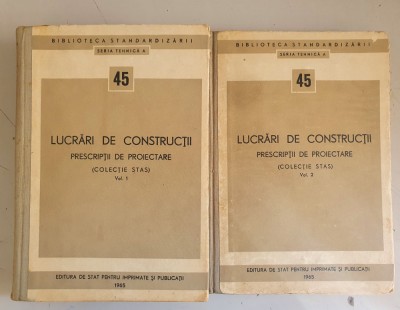 BIBLIOTECA STANDARDIZĂRII
SERIA TEHNICĂ A
45
LUCRĂRI DE CONSTRUCȚII
PRESCRIPȚII DE PROIECTARE
(COLECȚIE STAS)
Vol. 1
EDITURA DE STAT PENTRU IMPRIMATE ȘI PUBLICAȚII
1965
BIBLIOTECA STANDARDIZĂRII
SERIA TEHNICĂ A
45
LUCRĂRI DE CONSTRUCȚII
PRESCRIPȚII DE PROIECTARE
(COLECȚIE STAS)
Vol. 2
EDITURA DE STAT PENTRU IMPRIMATE ȘI PUBLICAȚII
1965